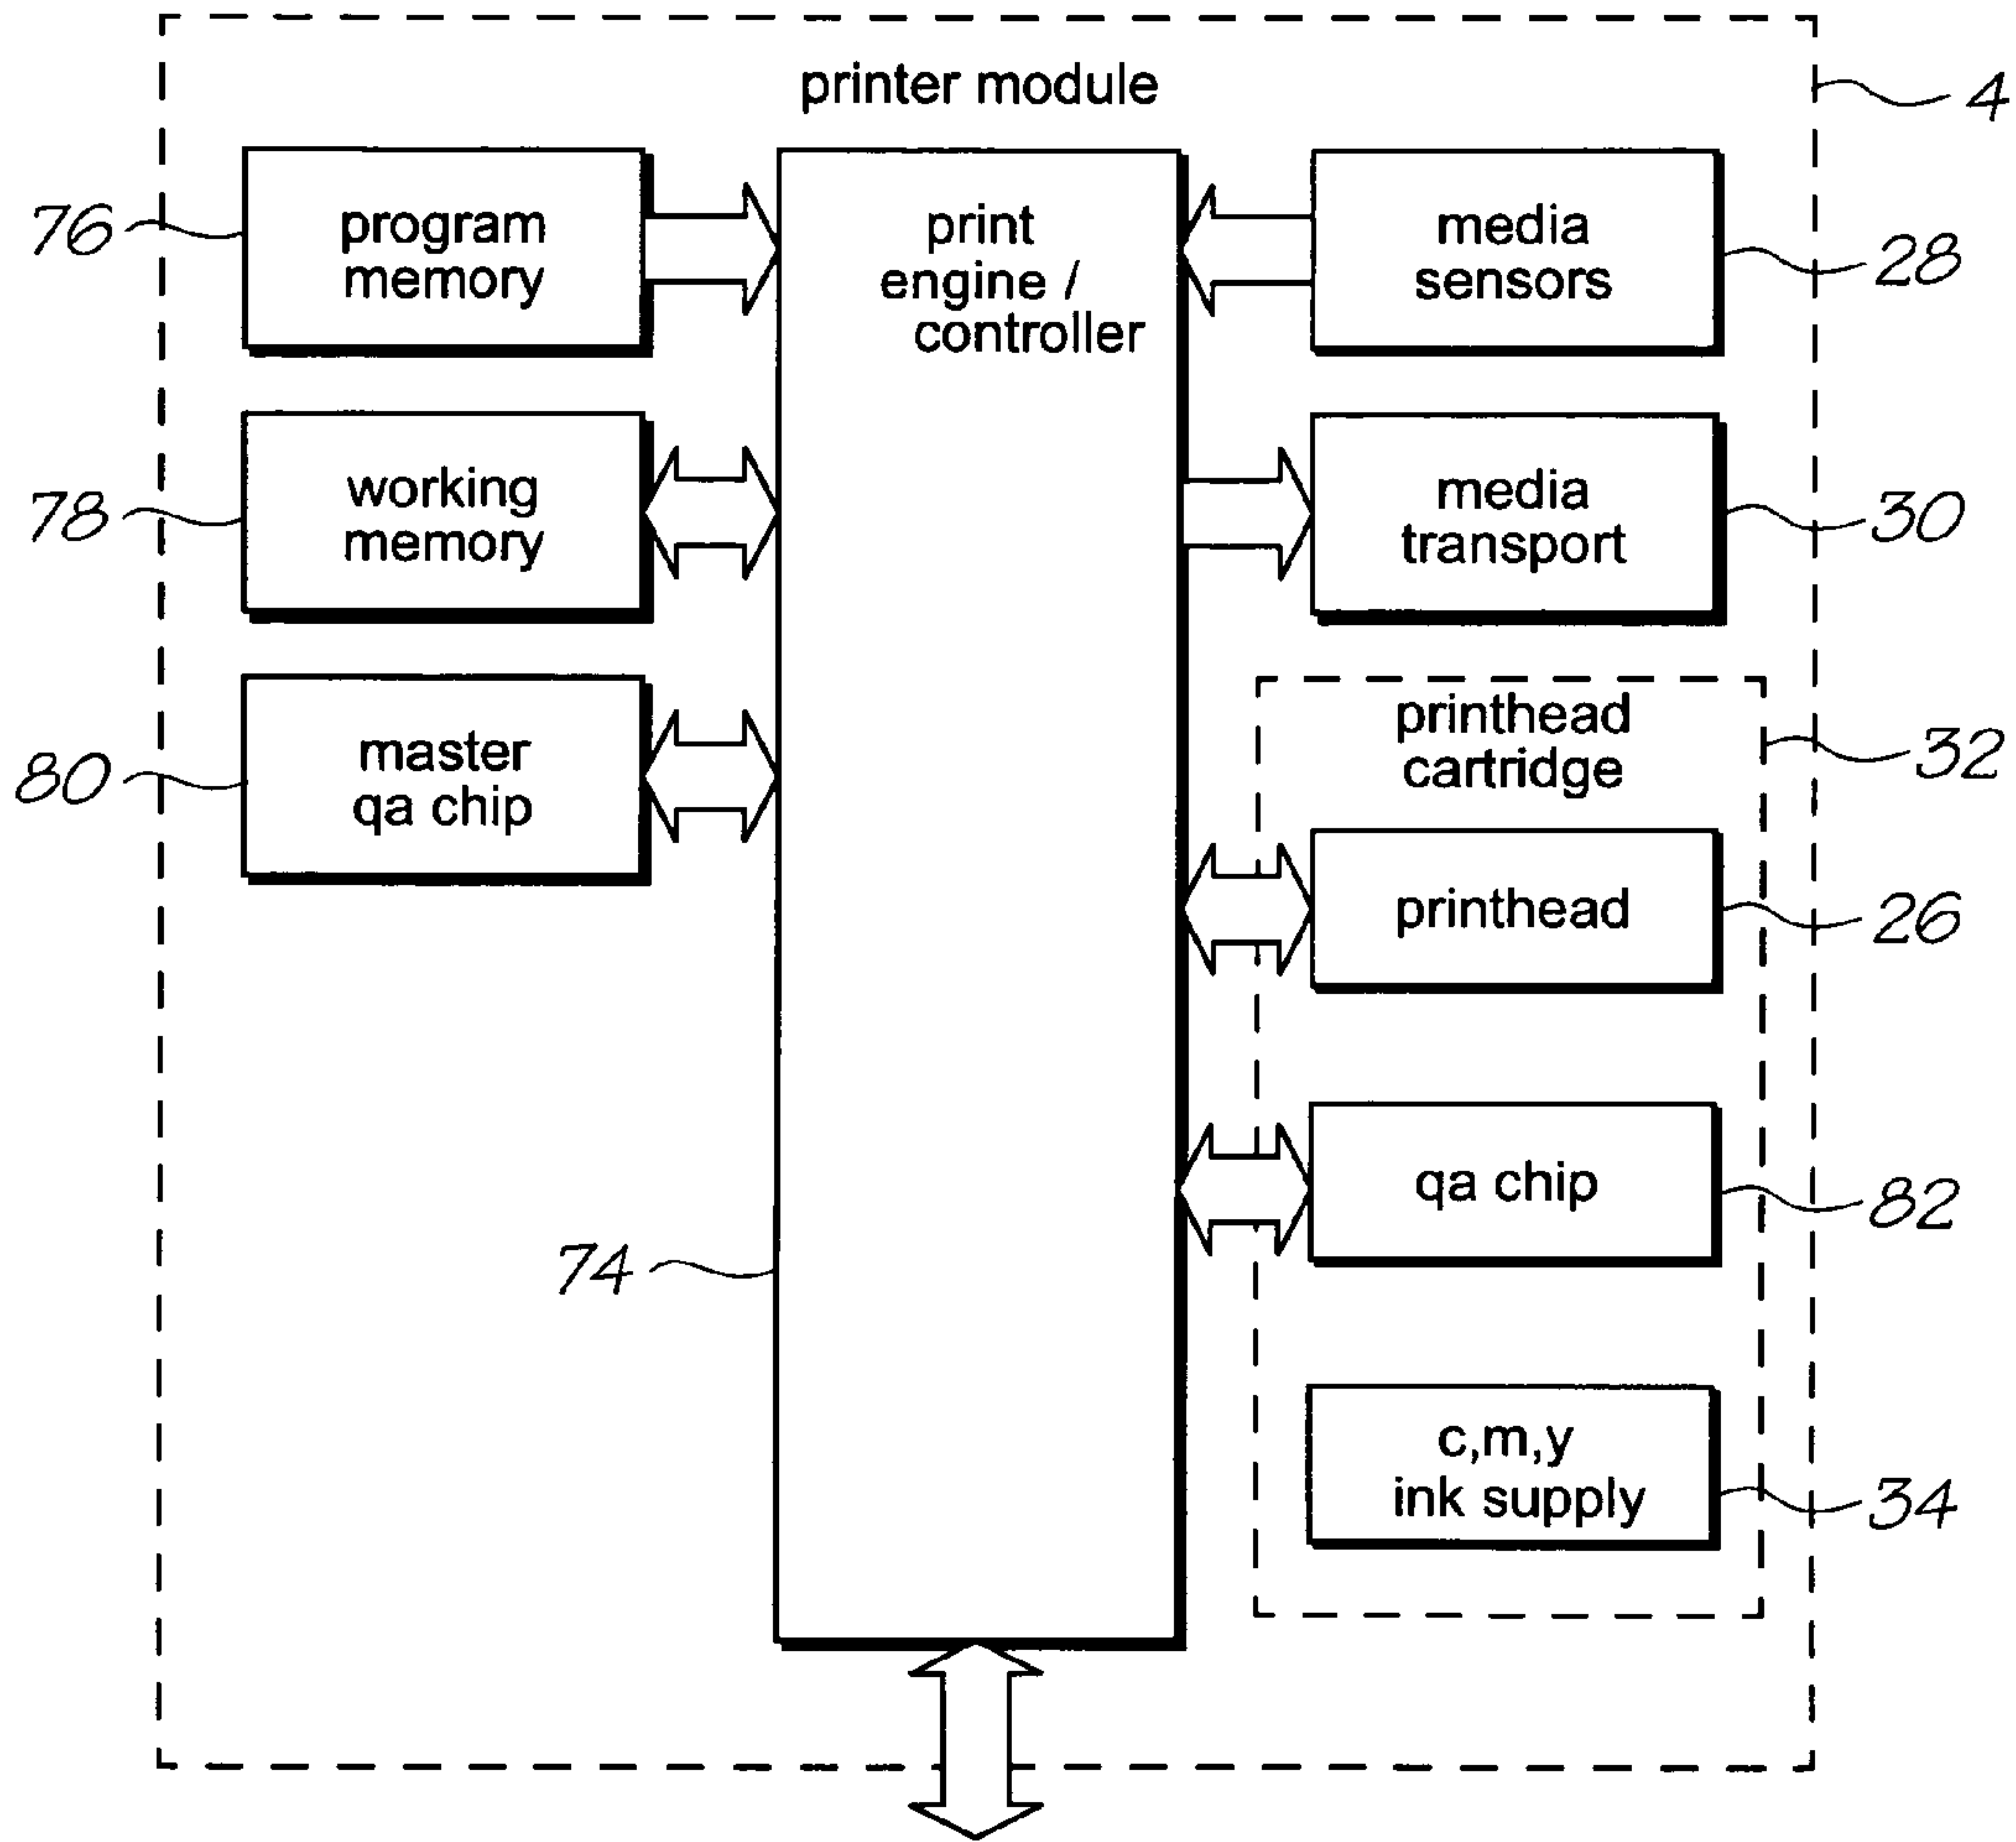 printer module
4
76
program
memory
print
engine /
controller
media
sensors
28
78
working
memory
media
transport
30
80
master
qa chip
printhead
cartridge
32
printhead
26
74
qa chip
82
c,m,y
ink supply
34